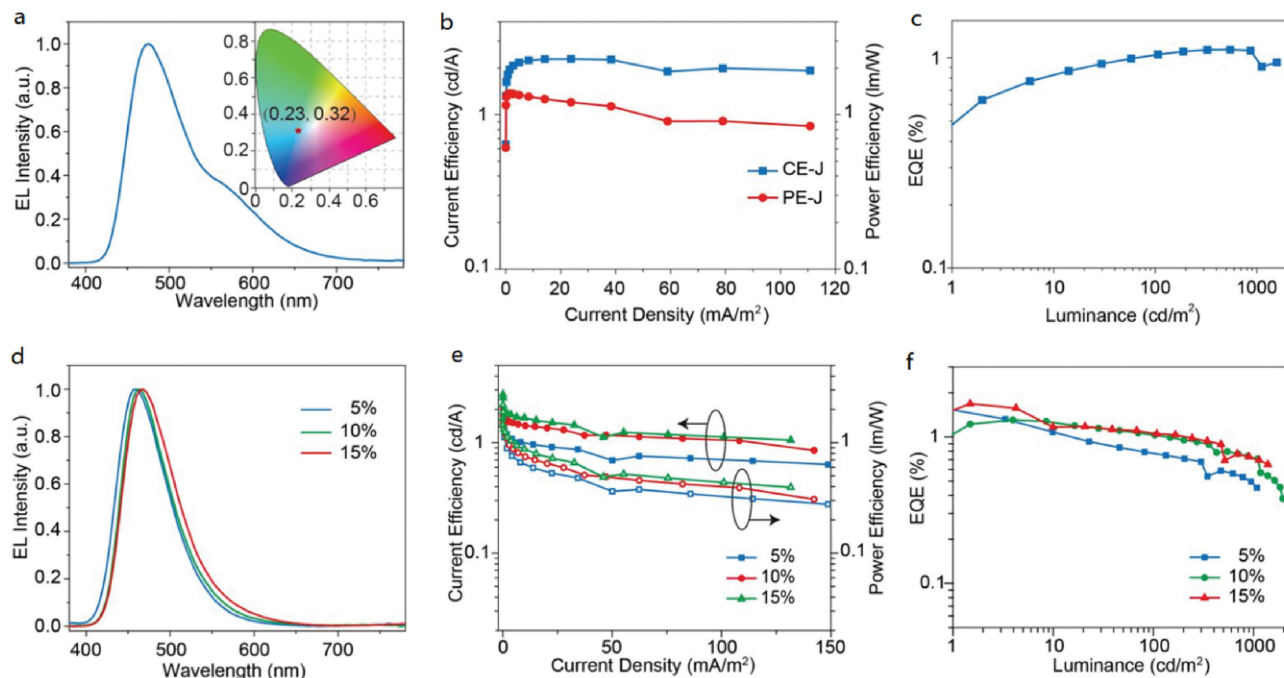 a
EL Intensity (a.u.)
1.0
0.8
0.6
0.4
0.2
0.0
400 500 600 700
Wavelength (nm)
0.8
0.6
0.4
0.2
0
0 0.2 0.4 0.6
(0.23, 0.32)
b
Current Efficiency (cd/A)
1
0.1
Power Efficiency (lm/W)
1
0.1
CE-J
PE-J
0 20 40 60 80 100 120
Current Density (mA/m²)
c
EQE (%)
1
0.1
1 10 100 1000
Luminance (cd/m²)
d
EL Intensity (a.u.)
1.0
0.8
0.6
0.4
0.2
0.0
5%
10%
15%
400 500 600 700
Wavelength (nm)
e
Current Efficiency (cd/A)
1
0.1
Power Efficiency (lm/W)
1
0.1
5%
10%
15%
0 50 100 150
Current Density (mA/m²)
f
EQE (%)
1
0.1
5%
10%
15%
1 10 100 1000
Luminance (cd/m²)